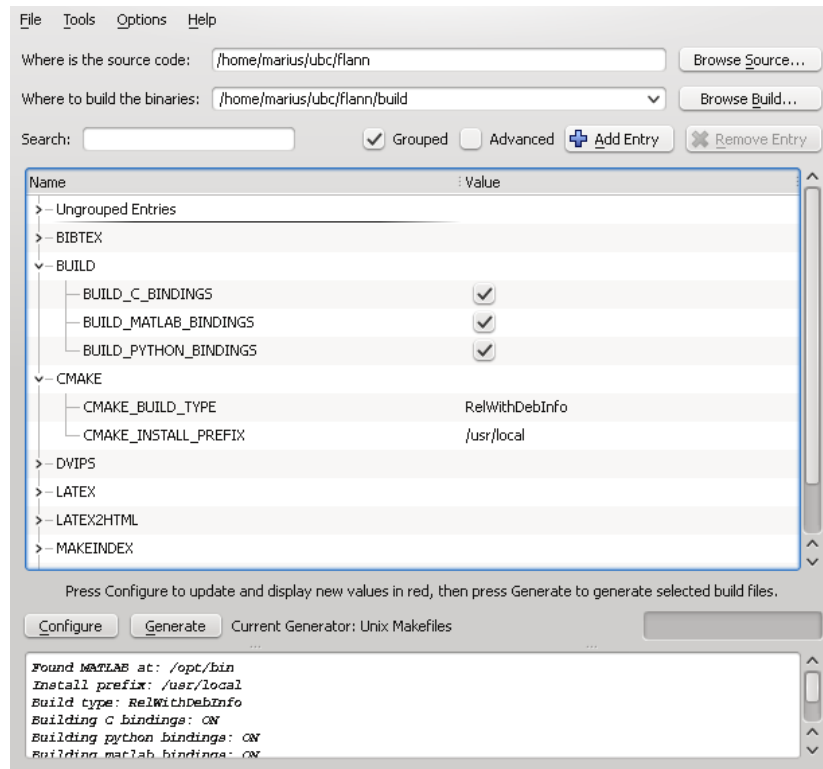 File Tools Options Help
Where is the source code: /home/marius/ubc/flann Browse Source...
Where to build the binaries: /home/marius/ubc/flann/build Browse Build...
Search: Grouped Advanced Add Entry Remove Entry
Name Value
Ungrouped Entries
BIBTEX
BUILD
BUILD_C_BINDINGS
BUILD_MATLAB_BINDINGS
BUILD_PYTHON_BINDINGS
CMAKE
CMAKE_BUILD_TYPE RelWithDebInfo
CMAKE_INSTALL_PREFIX /usr/local
DVIPS
LATEX
LATEX2HTML
MAKEINDEX
Press Configure to update and display new values in red, then press Generate to generate selected build files.
Configure Generate Current Generator: Unix Makefiles
Found MATLAB at: /opt/bin
Install prefix: /usr/local
Build type: RelWithDebInfo
Building C bindings: ON
Building python bindings: ON
Building matlab bindings: ON